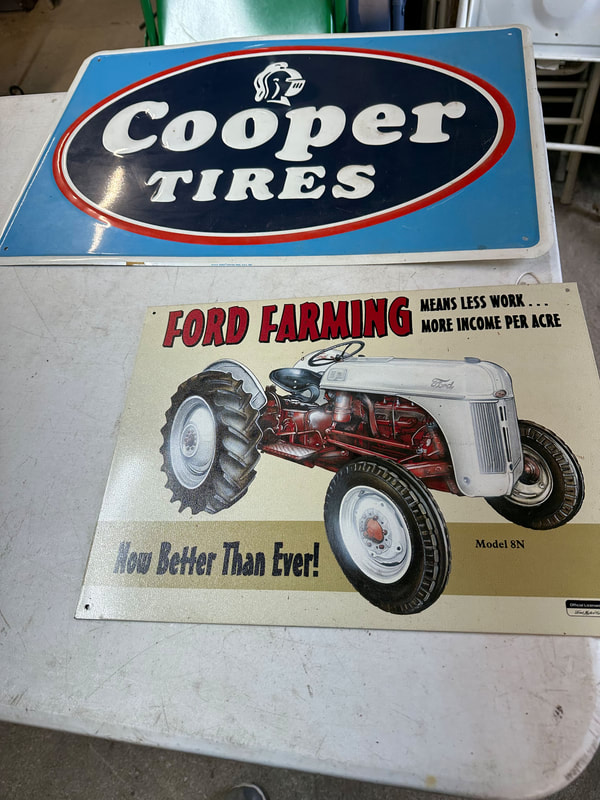 Cooper
TIRES
FORD FARMING
MEANS LESS WORK . . .
MORE INCOME PER ACRE
Ford
Now Better Than Ever!
Model 8N